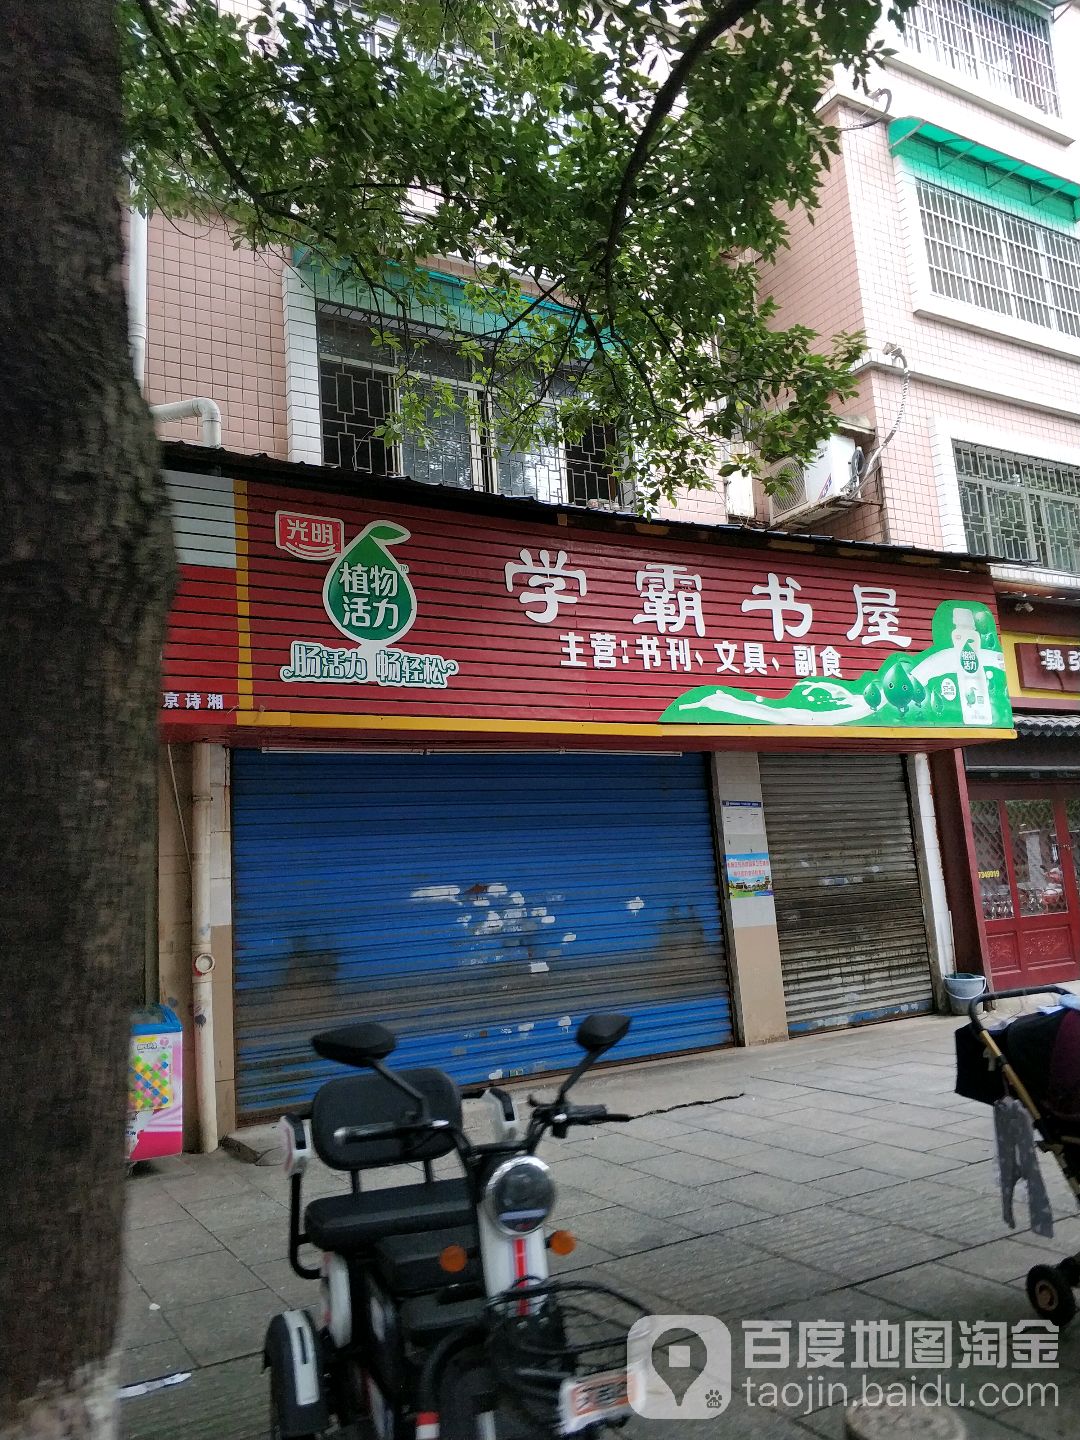 光明
植物
活力
TM
肠活力 畅轻松
学霸书屋
主营:书刊、文具、副食
植物
活力
京诗湘
7349919
百度地图淘金
taojin.baidu.com